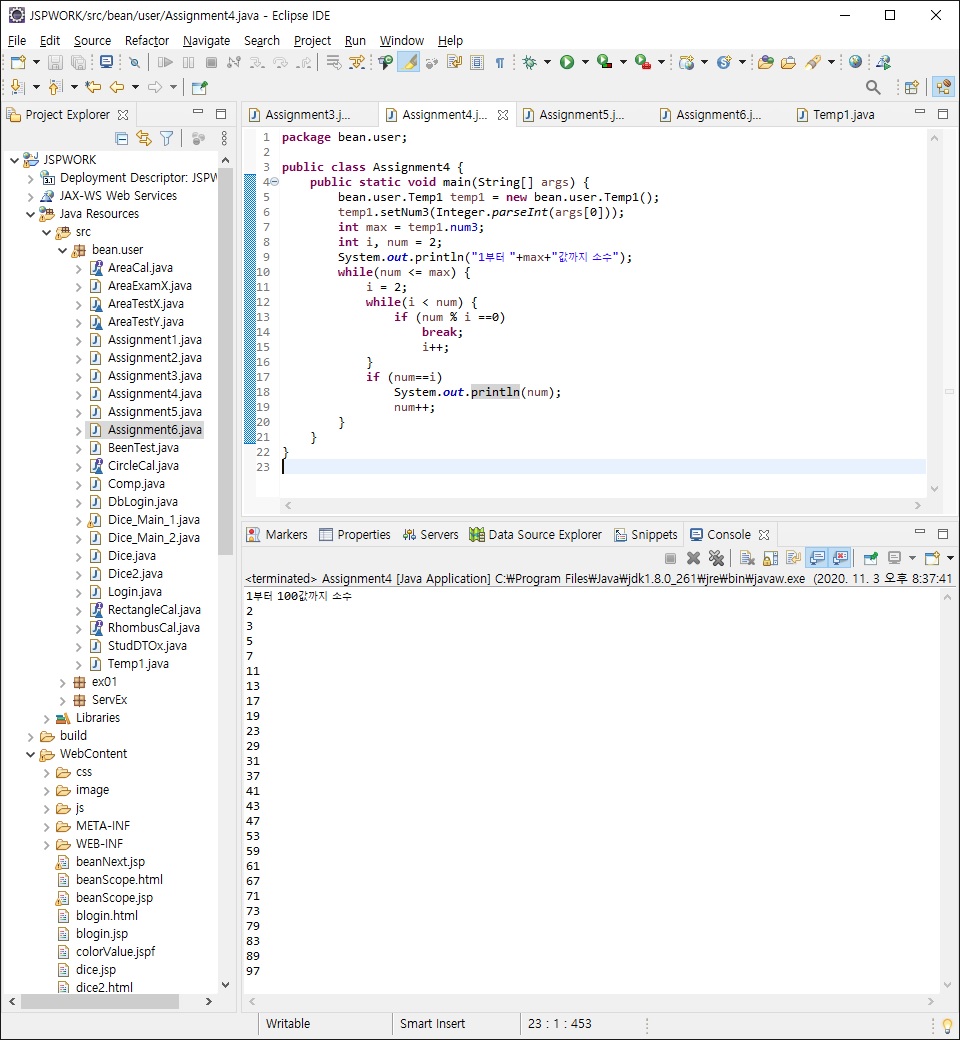 JSPWORK/src/bean/user/Assignment4.java - Eclipse IDE
File Edit Source Refactor Navigate Search Project Run Window Help
Project Explorer
JSPWORK
Deployment Descriptor: JSPW
JAX-WS Web Services
Java Resources
src
bean.user
AreaCal.java
AreaExamX.java
AreaTestX.java
AreaTestY.java
Assignment1.java
Assignment2.java
Assignment3.java
Assignment4.java
Assignment5.java
Assignment6.java
BeenTest.java
CircleCal.java
Comp.java
DbLogin.java
Dice_Main_1.java
Dice_Main_2.java
Dice.java
Dice2.java
Login.java
RectangleCal.java
RhombusCal.java
StudDTOx.java
Temp1.java
ex01
ServEx
Libraries
build
WebContent
css
image
js
META-INF
WEB-INF
beanNext.jsp
beanScope.html
beanScope.jsp
blogin.html
blogin.jsp
colorValue.jspf
dice.jsp
dice2.html
Assignment3.j... Assignment4.j... Assignment5.j... Assignment6.j... Temp1.java
1 package bean.user;
2
3 public class Assignment4 {
4 public static void main(String[] args) {
5 bean.user.Temp1 temp1 = new bean.user.Temp1();
6 temp1.setNum3(Integer.parseInt(args[0]));
7 int max = temp1.num3;
8 int i, num = 2;
9 System.out.println("1부터 "+max+"값까지 소수");
10 while(num <= max) {
11 i = 2;
12 while(i < num) {
13 if (num % i ==0)
14 break;
15 i++;
16 }
17 if (num==i)
18 System.out.println(num);
19 num++;
20 }
21 }
22 }
23
Markers Properties Servers Data Source Explorer Snippets Console
<terminated> Assignment4 [Java Application] C:₩Program Files₩Java₩jdk1.8.0_261₩jre₩bin₩javaw.exe (2020. 11. 3 오후 8:37:41
1부터 100값까지 소수
2
3
5
7
11
13
17
19
23
29
31
37
41
43
47
53
59
61
67
71
73
79
83
89
97
Writable Smart Insert 23 : 1 : 453